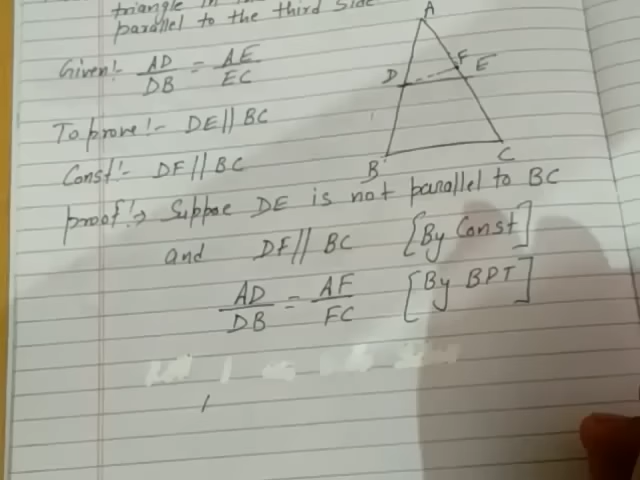 triangle in
parallel to the third side
A
Given!- AD/DB = AE/EC
F
E
D
To prove!- DE || BC
C
B
Const!- DF || BC
proof!-> Suppoe DE is not parallel to BC
and DF || BC [By Const]
AD/DB = AF/FC [By BPT]